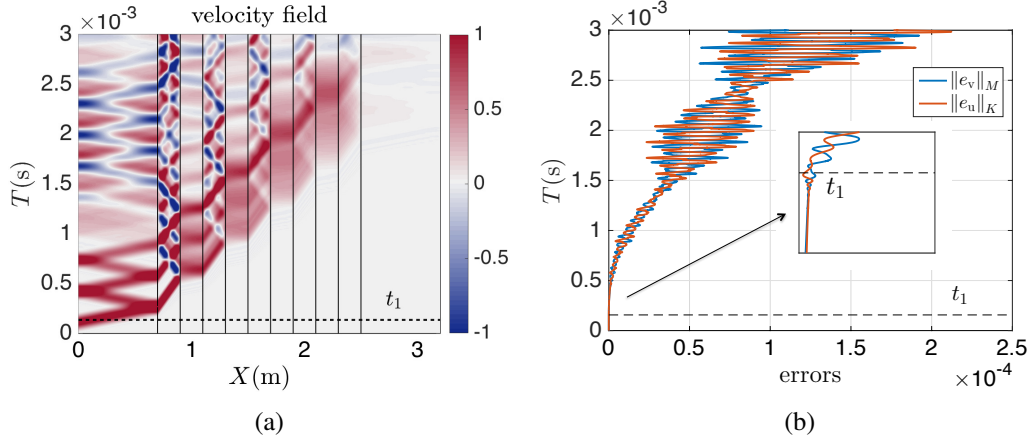 ×10⁻³ velocity field
3
2.5
2
1.5
1
0.5
0
T(s)
0 1 2 3
X(m)
t₁
1
0.5
0
-0.5
-1
(a)
×10⁻³
3
2.5
2
1.5
1
0.5
0
T(s)
‖e_v‖_M
‖e_u‖_K
t₁
t₁
0 0.5 1 1.5 2 2.5
errors ×10⁻⁴
(b)